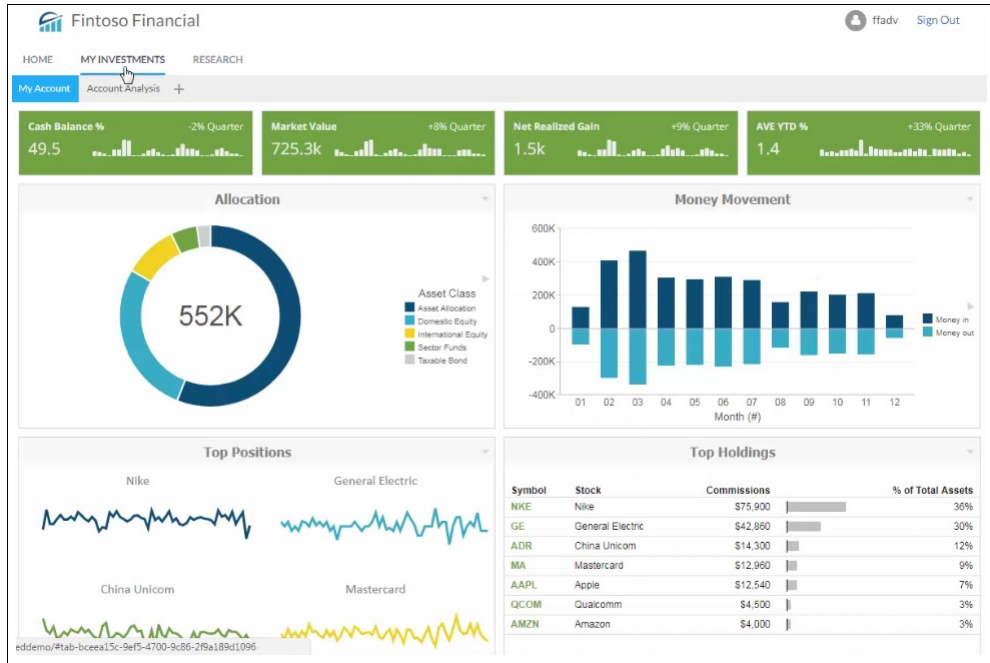 Fintoso Financial
ffadv Sign Out
HOME MY INVESTMENTS RESEARCH
My Account Account Analysis +
Cash Balance % -2% Quarter
49.5
Market Value +8% Quarter
725.3k
Net Realized Gain +9% Quarter
1.5k
AVE YTD % +33% Quarter
1.4
Allocation
552K
Asset Class
Asset Allocation
Domestic Equity
International Equity
Sector Funds
Taxable Bond
Money Movement
600K
400K
200K
0
-200K
-400K
01 02 03 04 05 06 07 08 09 10 11 12
Month (#)
Money in
Money out
Top Positions
Nike General Electric
China Unicom Mastercard
Top Holdings
Symbol Stock Commissions % of Total Assets
NKE Nike $75,900 36%
GE General Electric $42,860 30%
ADR China Unicom $14,300 12%
MA Mastercard $12,960 9%
AAPL Apple $12,540 7%
QCOM Qualcomm $4,500 3%
AMZN Amazon $4,000 3%
eddemo/#tab-bceea15c-9ef5-4700-9c86-2f9a189d1096